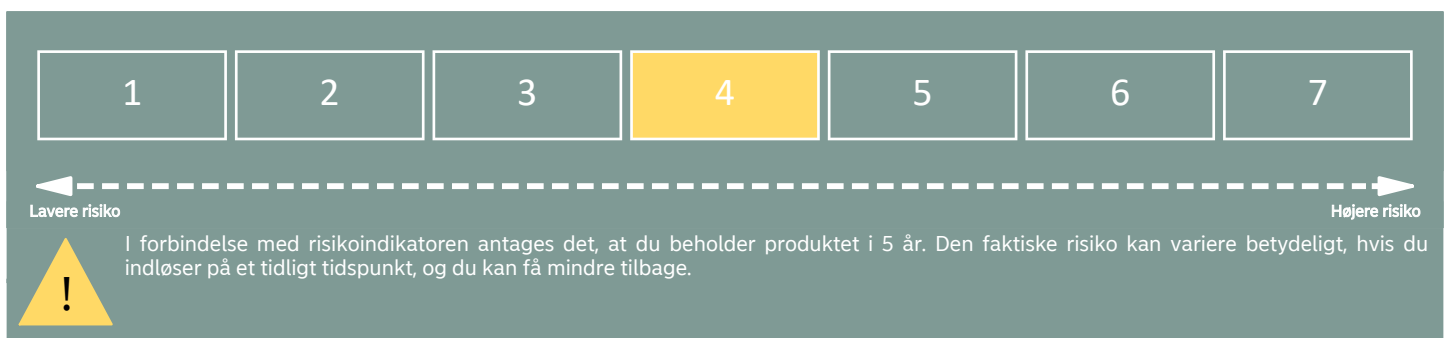 1 2 3 4 5 6 7
Lavere risiko Højere risiko
I forbindelse med risikoindikatoren antages det, at du beholder produktet i 5 år. Den faktiske risiko kan variere betydeligt, hvis du
indløser på et tidligt tidspunkt, og du kan få mindre tilbage.
!